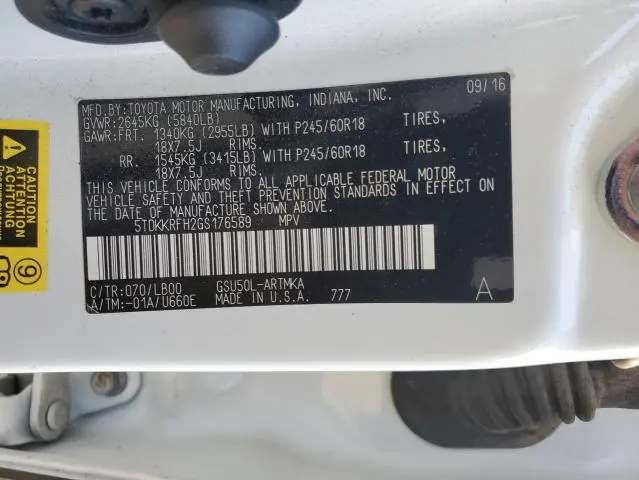 MFD.BY:TOYOTA MOTOR MANUFACTURING, INDIANA, INC. 09/16
GVWR:2645KG (5840LB)
GAWR:FRT. 1340KG (2955LB) WITH P245/60R18 TIRES,
18X7.5J RIMS.
RR. 1545KG (3415LB) WITH P245/60R18 TIRES,
18X7.5J RIMS.
THIS VEHICLE CONFORMS TO ALL APPLICABLE FEDERAL MOTOR
VEHICLE SAFETY AND THEFT PREVENTION STANDARDS IN EFFECT
ON THE DATE OF MANUFACTURE SHOWN ABOVE.
5TDKKRFH2GS176589 MPV
C/TR:070/LB00 GSU50L-ARTMKA
A/TM:-01A/U660E MADE IN U.S.A. 777 A
CAUTION
ATTENTION
ACHTUNG
9